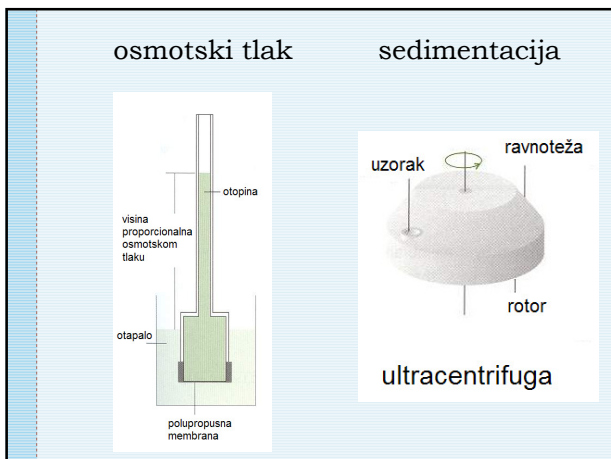 osmotski tlak
sedimentacija
otopina
visina
proporcionalna
osmotskom
tlaku
otapalo
polupropusna
membrana
uzorak
ravnoteža
rotor
ultracentrifuga